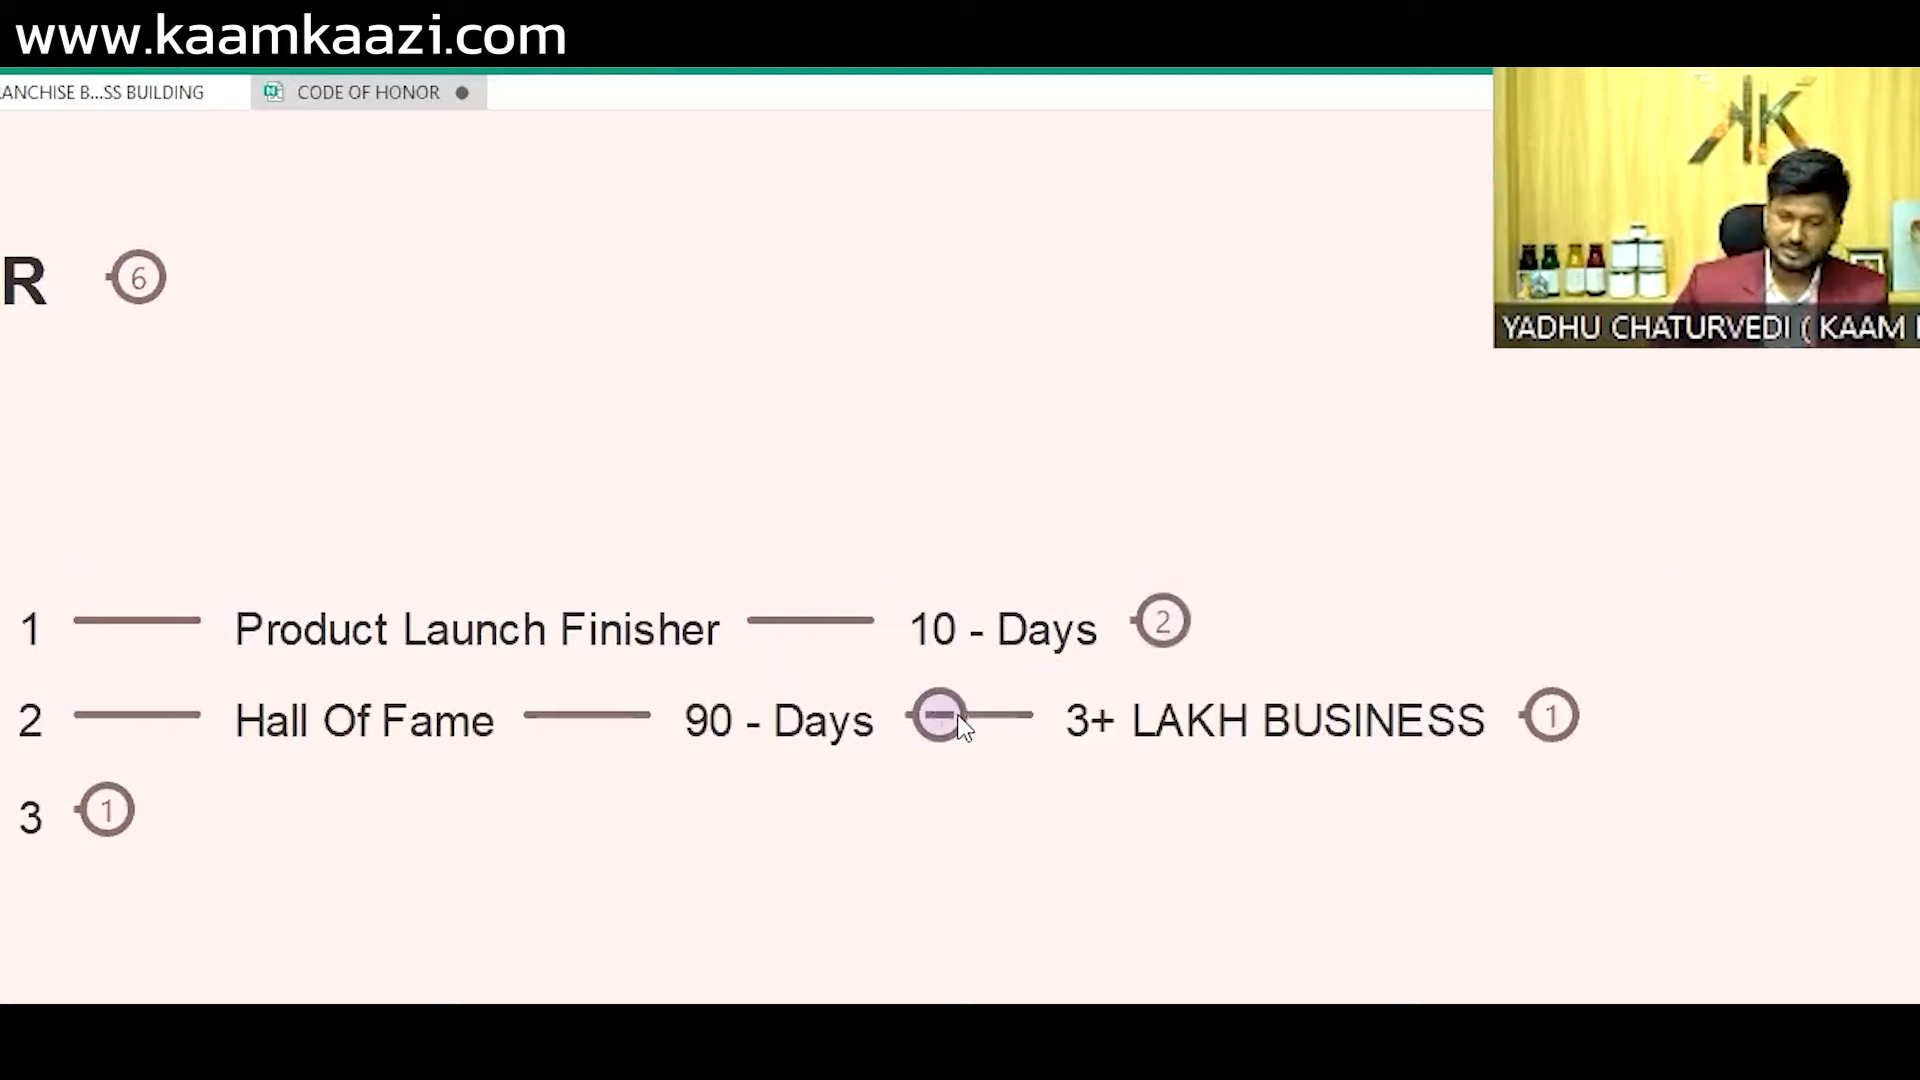 www.kaamkaazi.com
ANCHISE B...SS BUILDING
CODE OF HONOR
KK
YADHU CHATURVEDI ( KAAM
R 6
1 Product Launch Finisher 10 - Days 2
2 Hall Of Fame 90 - Days 3+ LAKH BUSINESS 1
3 1